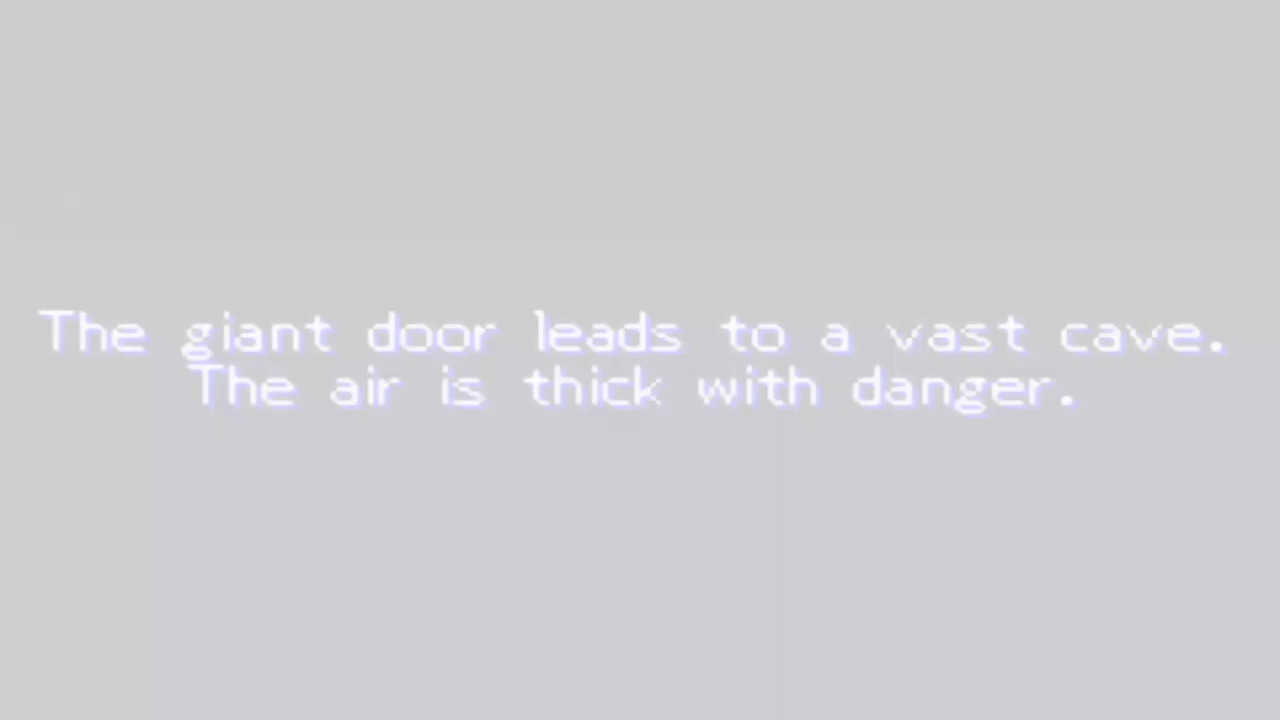 The giant door leads to a vast cave.
The air is thick with danger.